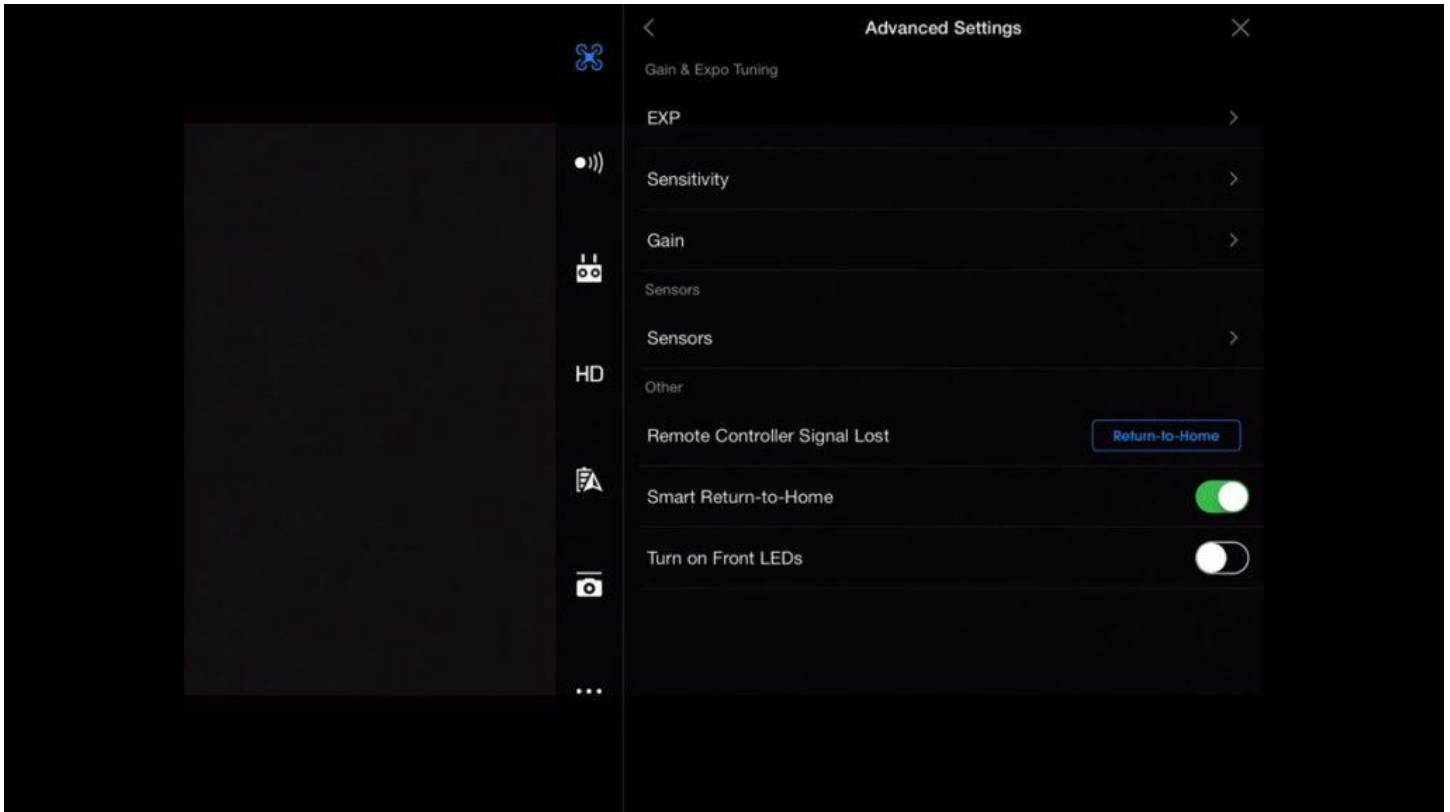 Advanced Settings
Gain & Expo Tuning
EXP
Sensitivity
Gain
Sensors
Sensors
HD
Other
Remote Controller Signal Lost Return-to-Home
Smart Return-to-Home
Turn on Front LEDs